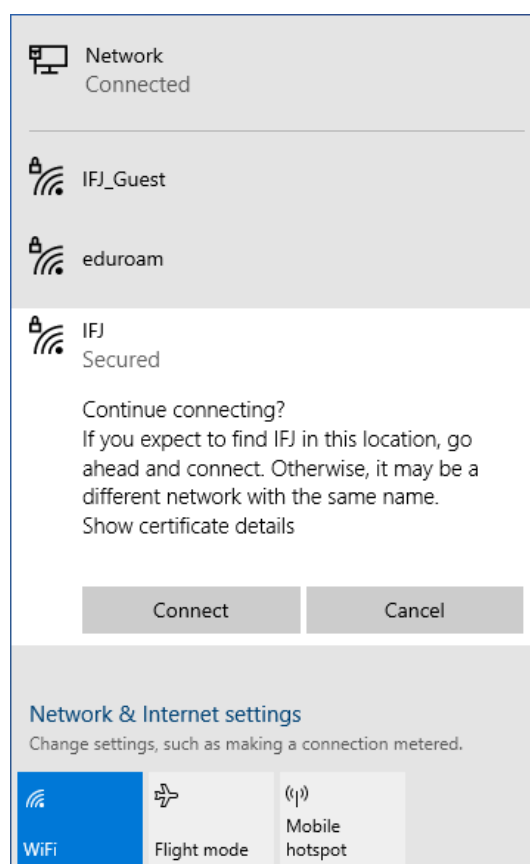 Network
Connected
IFJ_Guest
eduroam
IFJ
Secured
Continue connecting?
If you expect to find IFJ in this location, go
ahead and connect. Otherwise, it may be a
different network with the same name.
Show certificate details
Connect Cancel
Network & Internet settings
Change settings, such as making a connection metered.
WiFi
Flight mode
Mobile
hotspot